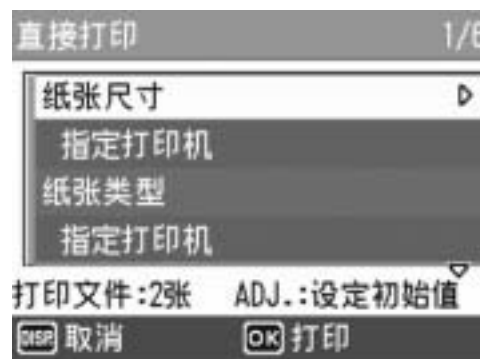 直接打印 1/6
纸张尺寸
指定打印机
纸张类型
指定打印机
打印文件:2张 ADJ.:设定初始值
DISP. 取消 OK 打印